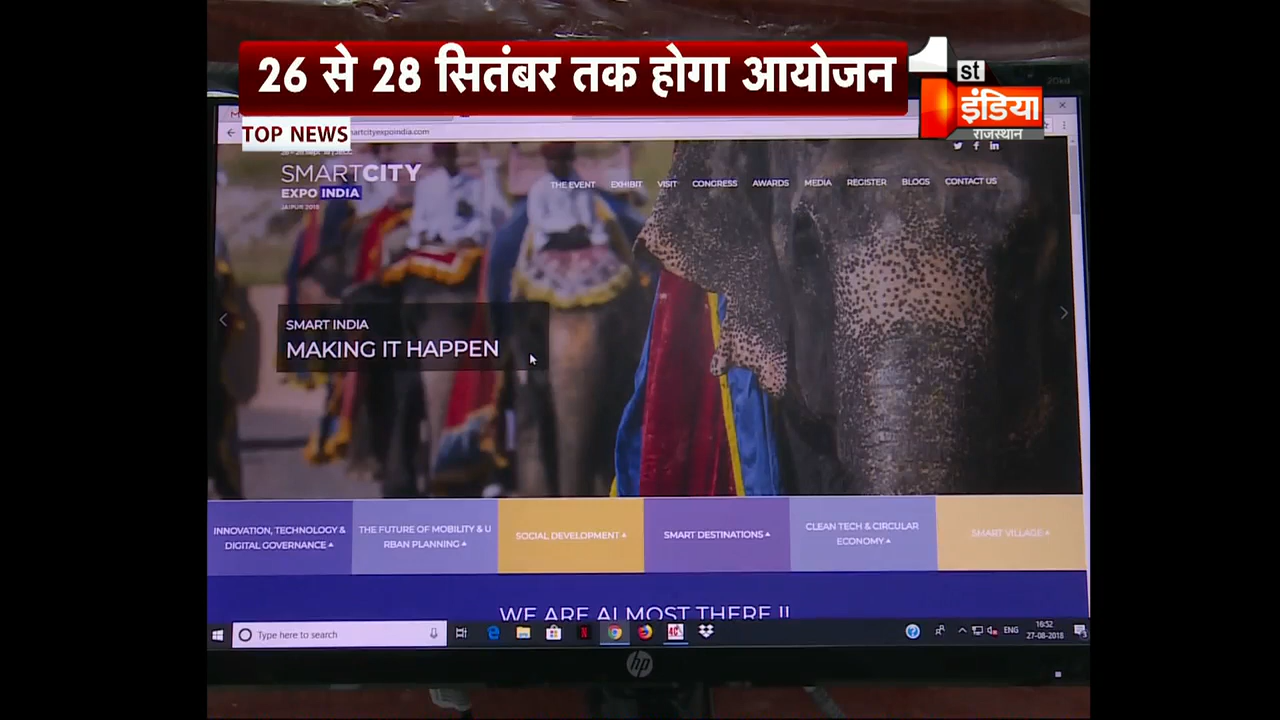 26 से 28 सितंबर तक होगा आयोजन
1st
इंडिया
राजस्थान
TOP NEWS
artcityexpoindia.com
SMARTCITY
EXPO INDIA
JAIPUR 2018
THE EVENT EXHIBIT VISIT CONGRESS AWARDS MEDIA REGISTER BLOGS CONTACT US
SMART INDIA
MAKING IT HAPPEN
INNOVATION, TECHNOLOGY &
DIGITAL GOVERNANCE
THE FUTURE OF MOBILITY & U
RBAN PLANNING
SOCIAL DEVELOPMENT
SMART DESTINATIONS
CLEAN TECH & CIRCULAR
ECONOMY
SMART VILLAGE
WE ARE ALMOST THERE !!
Type here to search
ENG
16:52
27-08-2018
hp